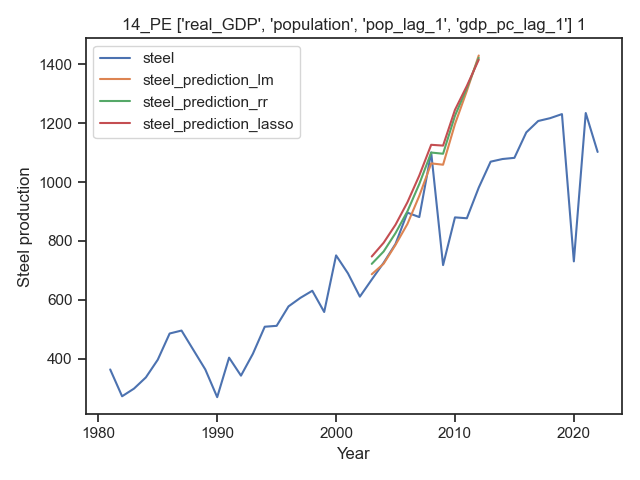 14_PE ['real_GDP', 'population', 'pop_lag_1', 'gdp_pc_lag_1'] 1
steel
steel_prediction_lm
steel_prediction_rr
steel_prediction_lasso
1400
1200
1000
800
600
400
Steel production
1980
1990
2000
2010
2020
Year